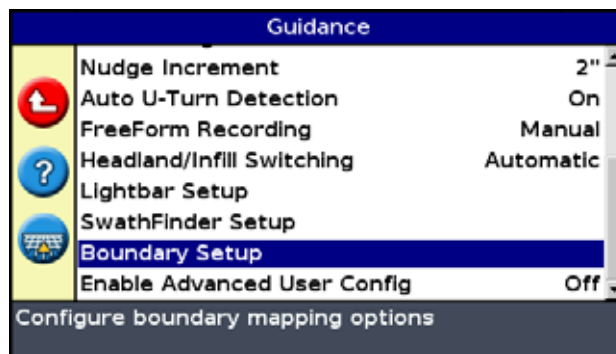 Guidance
Nudge Increment 2"
Auto U-Turn Detection On
FreeForm Recording Manual
Headland/Infill Switching Automatic
Lightbar Setup
SwathFinder Setup
Boundary Setup
Enable Advanced User Config Off
Configure boundary mapping options